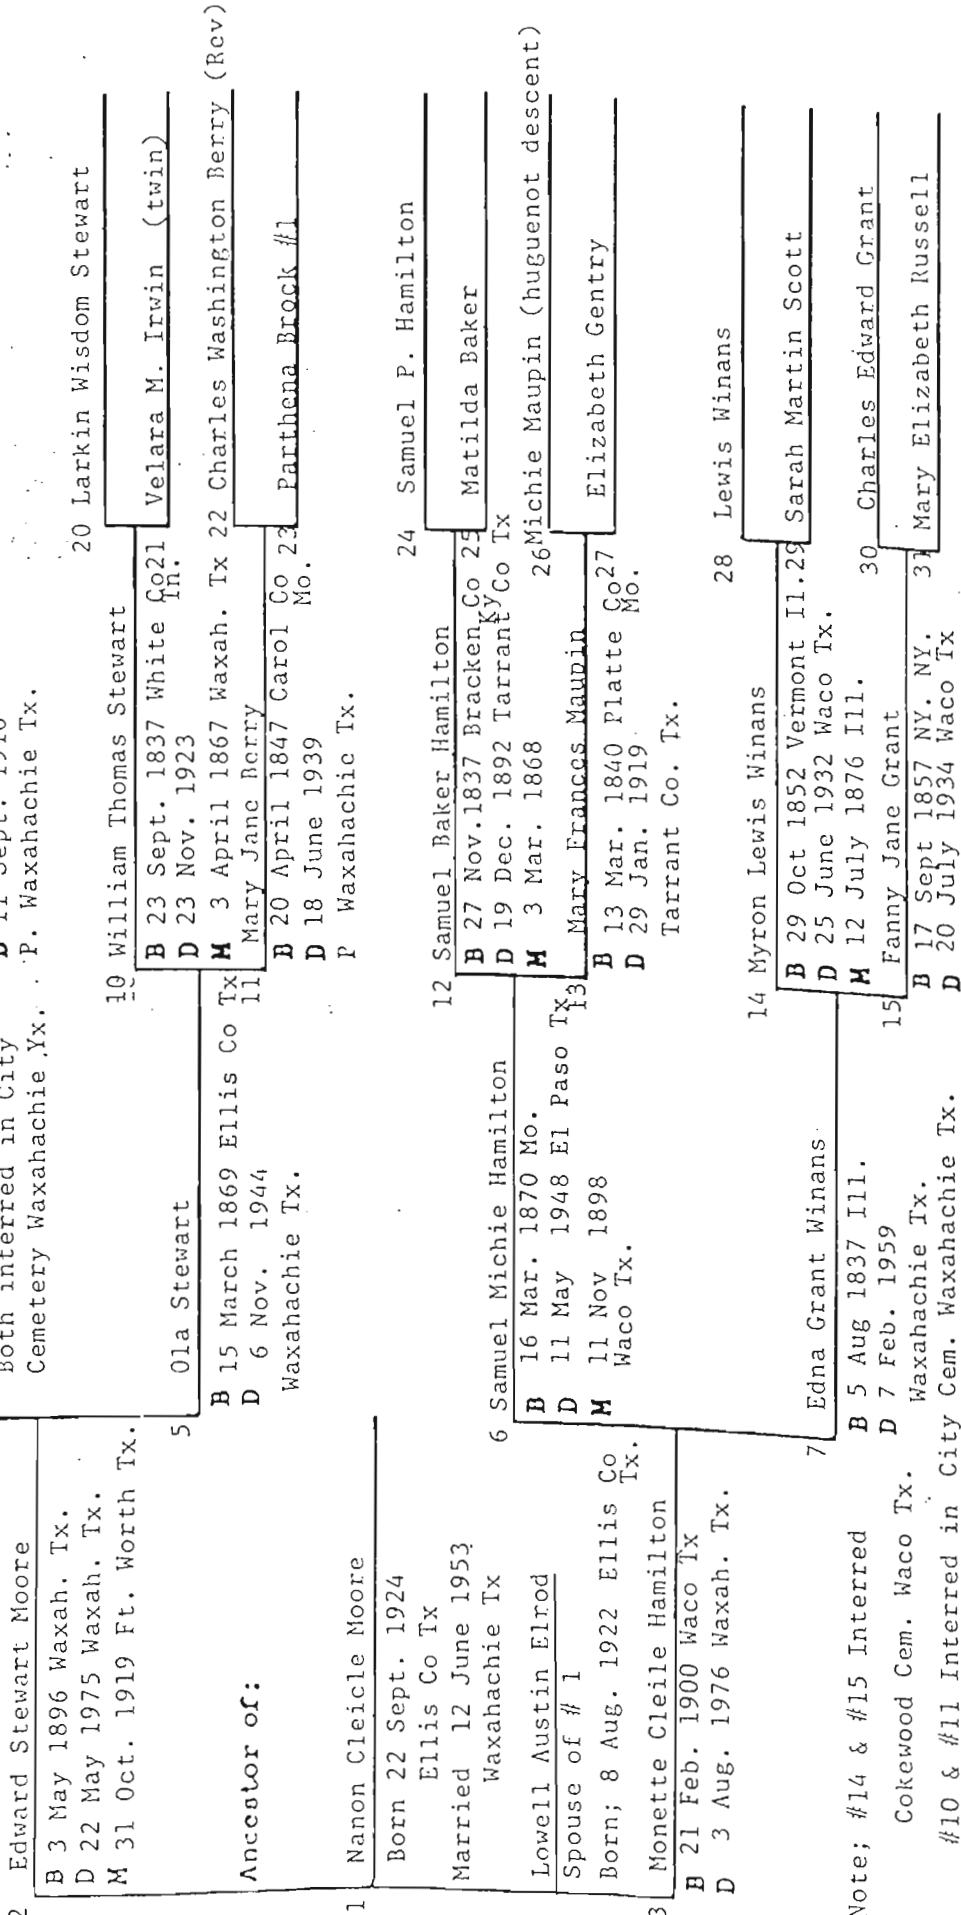 2 Edward Stewart Moore
B 3 May 1896 Waxah. Tx.
D 22 May 1975 Waxah. Tx.
M 31 Oct. 1919 Ft. Worth Tx.
Ancestor of:
1 Nanon Cleicle Moore
Born 22 Sept. 1924
Ellis Co Tx
Married 12 June 1953
Waxahachie Tx
Lowell Austin Elrod
Spouse of # 1
Born; 8 Aug. 1922 Ellis Co
Tx.
3 Monette Cleile Hamilton
B 21 Feb. 1900 Waco Tx
D 3 Aug. 1976 Waxah. Tx.
Note; #14 & #15 Interred
Cokewood Cem. Waco Tx.
#10 & #11 Interred in City Cem. Waxahachie Tx.
Both interred in City
Cemetery Waxahachie,Yx.
5 Ola Stewart
B 15 March 1869 Ellis Co Tx
D 6 Nov. 1944
Waxahachie Tx.
6 Samuel Michie Hamilton
B 16 Mar. 1870 Mo.
D 11 May 1948 El Paso Tx
M 11 Nov 1898
Waco Tx.
7 Edna Grant Winans
B 5 Aug 1837 Ill.
D 7 Feb. 1959
Waxahachie Tx.
D 11 Sept. 1910
P. Waxahachie Tx.
10 William Thomas Stewart
B 23 Sept. 1837 White Co
In.
D 23 Nov. 1923
M 3 April 1867 Waxah. Tx
11 Mary Jane Berry
B 20 April 1847 Carol Co
Mo.
D 18 June 1939
P Waxahachie Tx.
12 Samuel Baker Hamilton
B 27 Nov.1837 Bracken Co
Ky
D 19 Dec. 1892 Tarrant Co Tx
M 3 Mar. 1868
13 Mary Frances Maupin
B 13 Mar. 1840 Platte Co
Mo.
D 29 Jan. 1919
Tarrant Co. Tx.
14 Myron Lewis Winans
B 29 Oct 1852 Vermont Il.
D 25 June 1932 Waco Tx.
M 12 July 1876 Ill.
15 Fanny Jane Grant
B 17 Sept 1857 NY. NY.
D 20 July 1934 Waco Tx
20 Larkin Wisdom Stewart
21 Velara M. Irwin (twin)
22 Charles Washington Berry (Rev)
23 Parthena Brock #1
24 Samuel P. Hamilton
25 Matilda Baker
26 Michie Maupin (huguenot descent)
27 Elizabeth Gentry
28 Lewis Winans
29 Sarah Martin Scott
30 Charles Edward Grant
31 Mary Elizabeth Russell